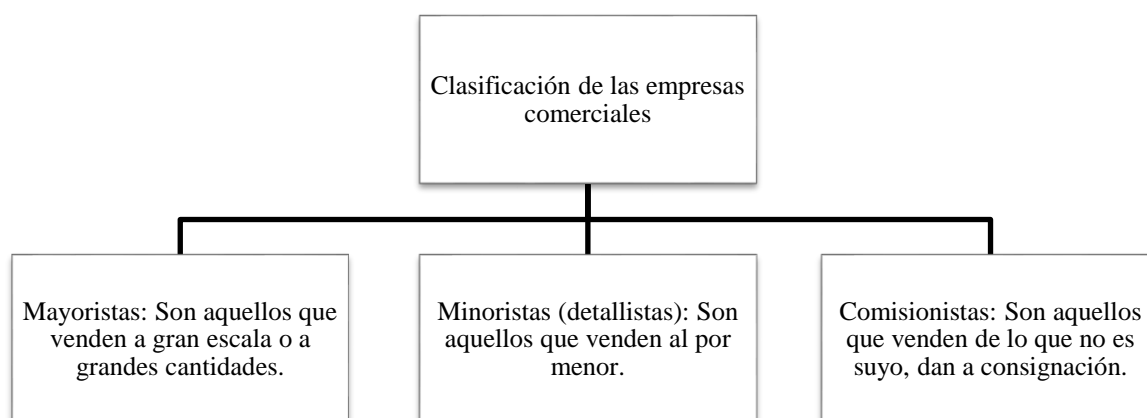 Clasificación de las empresas
comerciales
Mayoristas: Son aquellos que
venden a gran escala o a
grandes cantidades.
Minoristas (detallistas): Son
aquellos que venden al por
menor.
Comisionistas: Son aquellos
que venden de lo que no es
suyo, dan a consignación.